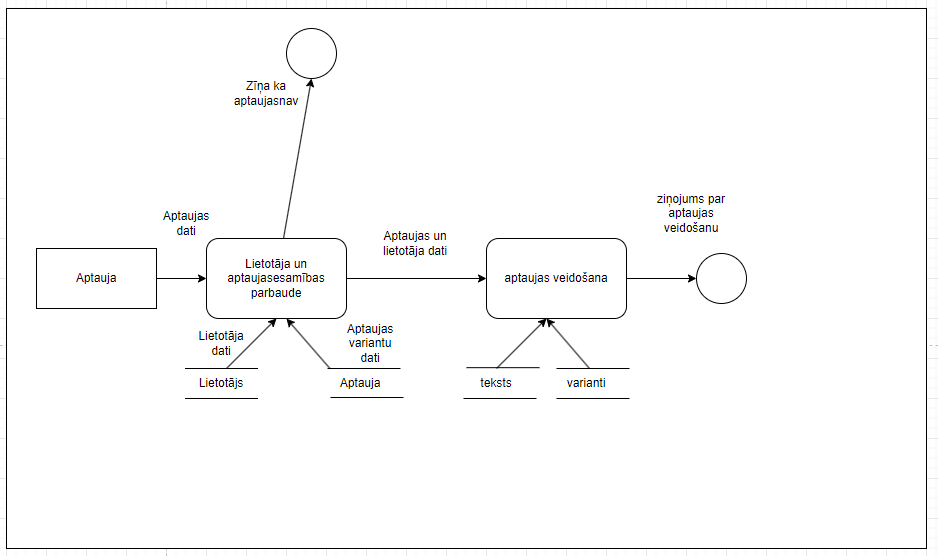 Zīņa ka
aptaujasnav
Aptaujas
dati
Aptauja
Lietotāja un
aptaujasesamības
parbaude
Aptaujas un
lietotāja dati
aptaujas veidošana
ziņojums par
aptaujas
veidošanu
Lietotāja
dati
Aptaujas
variantu
dati
Lietotājs
Aptauja
teksts
varianti